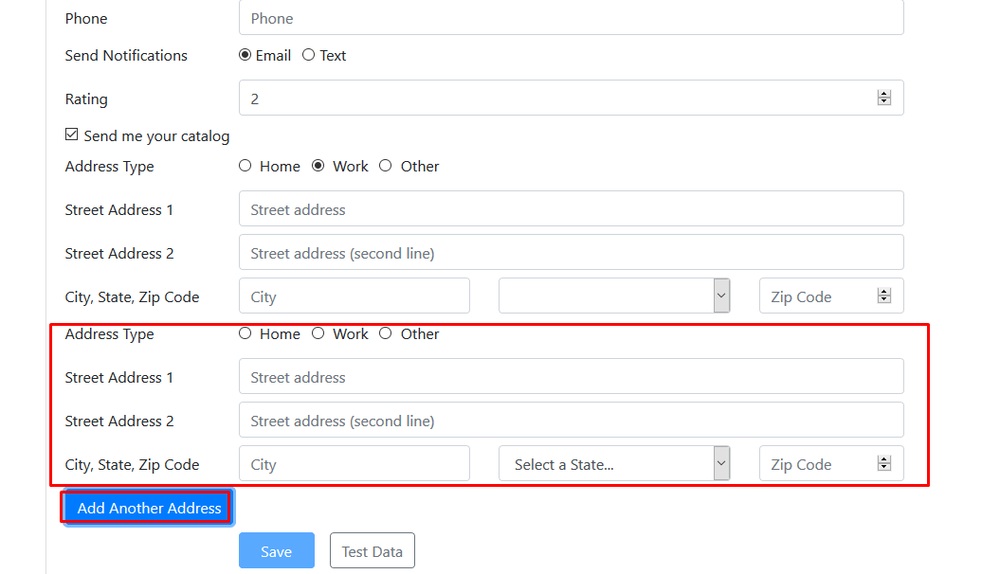 Phone Phone
Send Notifications Email Text
Rating 2
Send me your catalog
Address Type Home Work Other
Street Address 1 Street address
Street Address 2 Street address (second line)
City, State, Zip Code City Zip Code
Address Type Home Work Other
Street Address 1 Street address
Street Address 2 Street address (second line)
City, State, Zip Code City Select a State... Zip Code
Add Another Address
Save Test Data